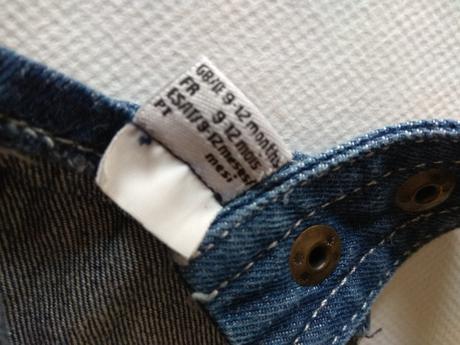 GB/IE 9-12 months
FR 9-12 mois
ES/IT/ 9-12 meses/
PT mesi